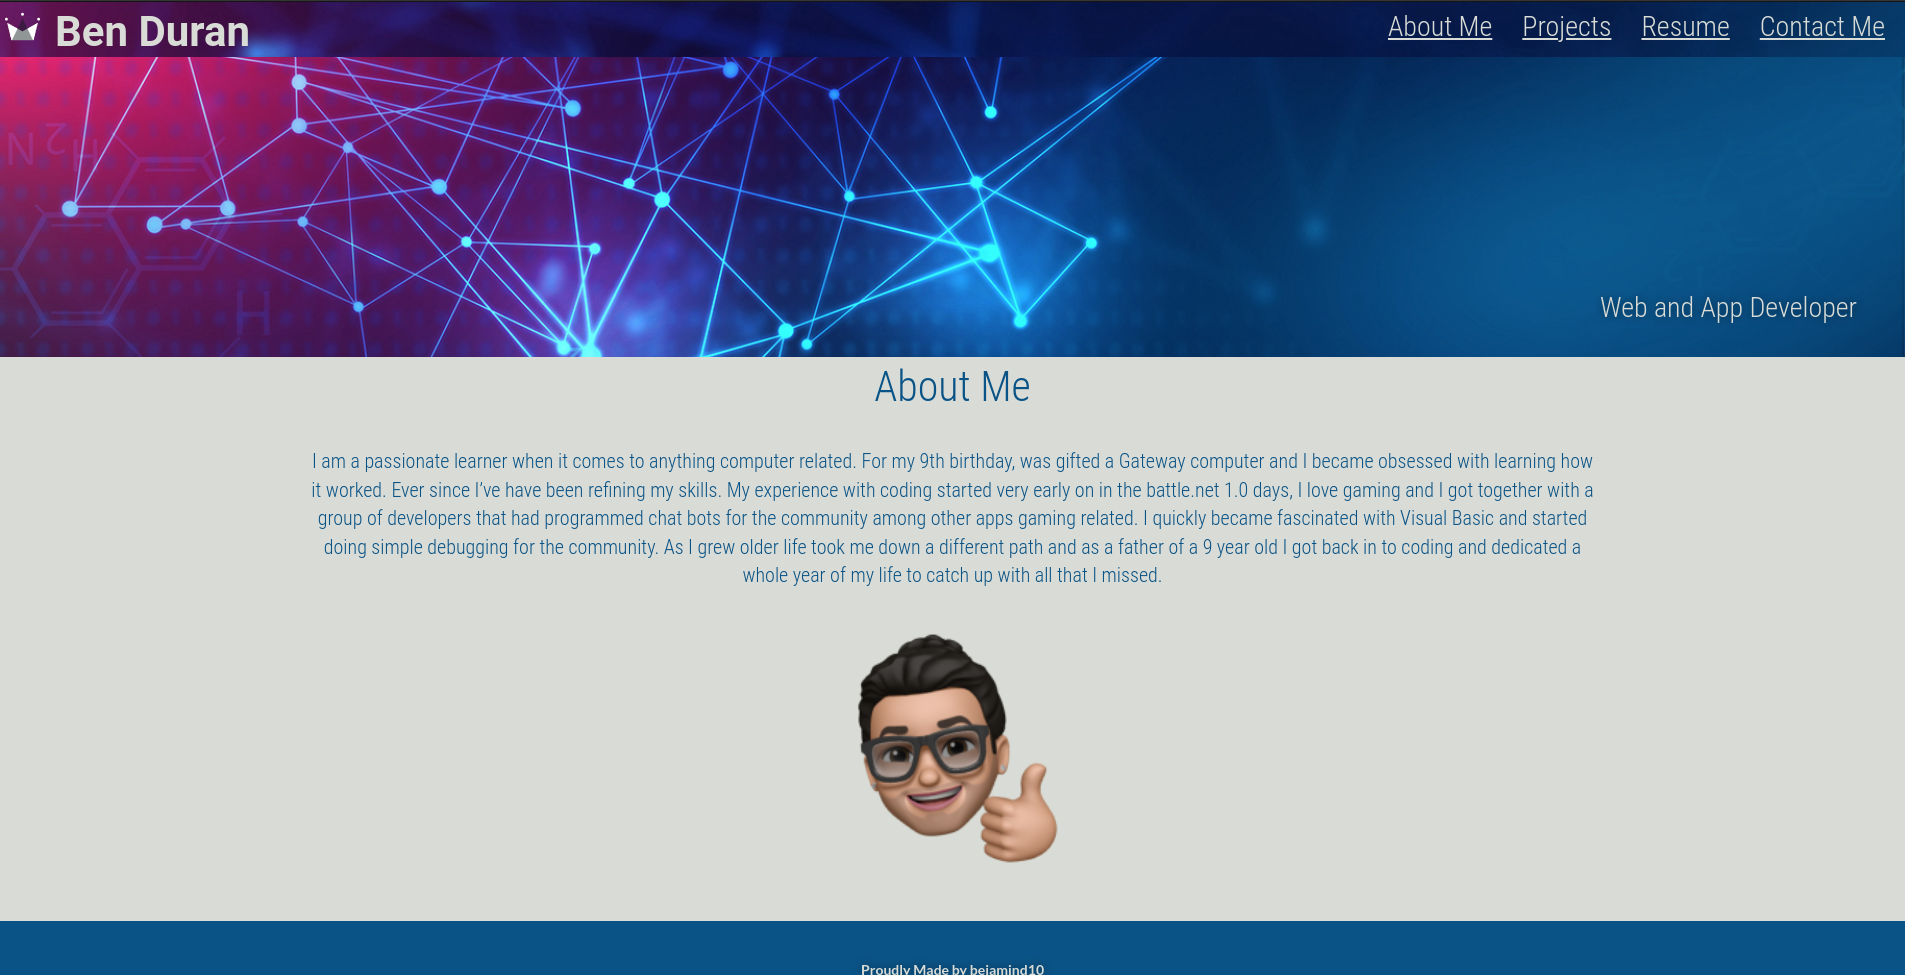 Ben Duran
About Me
Projects
Resume
Contact Me
N
2
H
H
Web and App Developer
About Me
I am a passionate learner when it comes to anything computer related. For my 9th birthday, was gifted a Gateway computer and I became obsessed with learning how
it worked. Ever since I’ve have been refining my skills. My experience with coding started very early on in the battle.net 1.0 days, I love gaming and I got together with a
group of developers that had programmed chat bots for the community among other apps gaming related. I quickly became fascinated with Visual Basic and started
doing simple debugging for the community. As I grew older life took me down a different path and as a father of a 9 year old I got back in to coding and dedicated a
whole year of my life to catch up with all that I missed.
Proudly Made by bejamind10